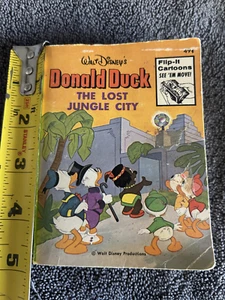 47¢
Walt Disney's
Donald Duck
THE LOST
JUNGLE CITY
Flip-It
Cartoons
SEE 'EM MOVE!
© Walt Disney Productions
2
3
4
5